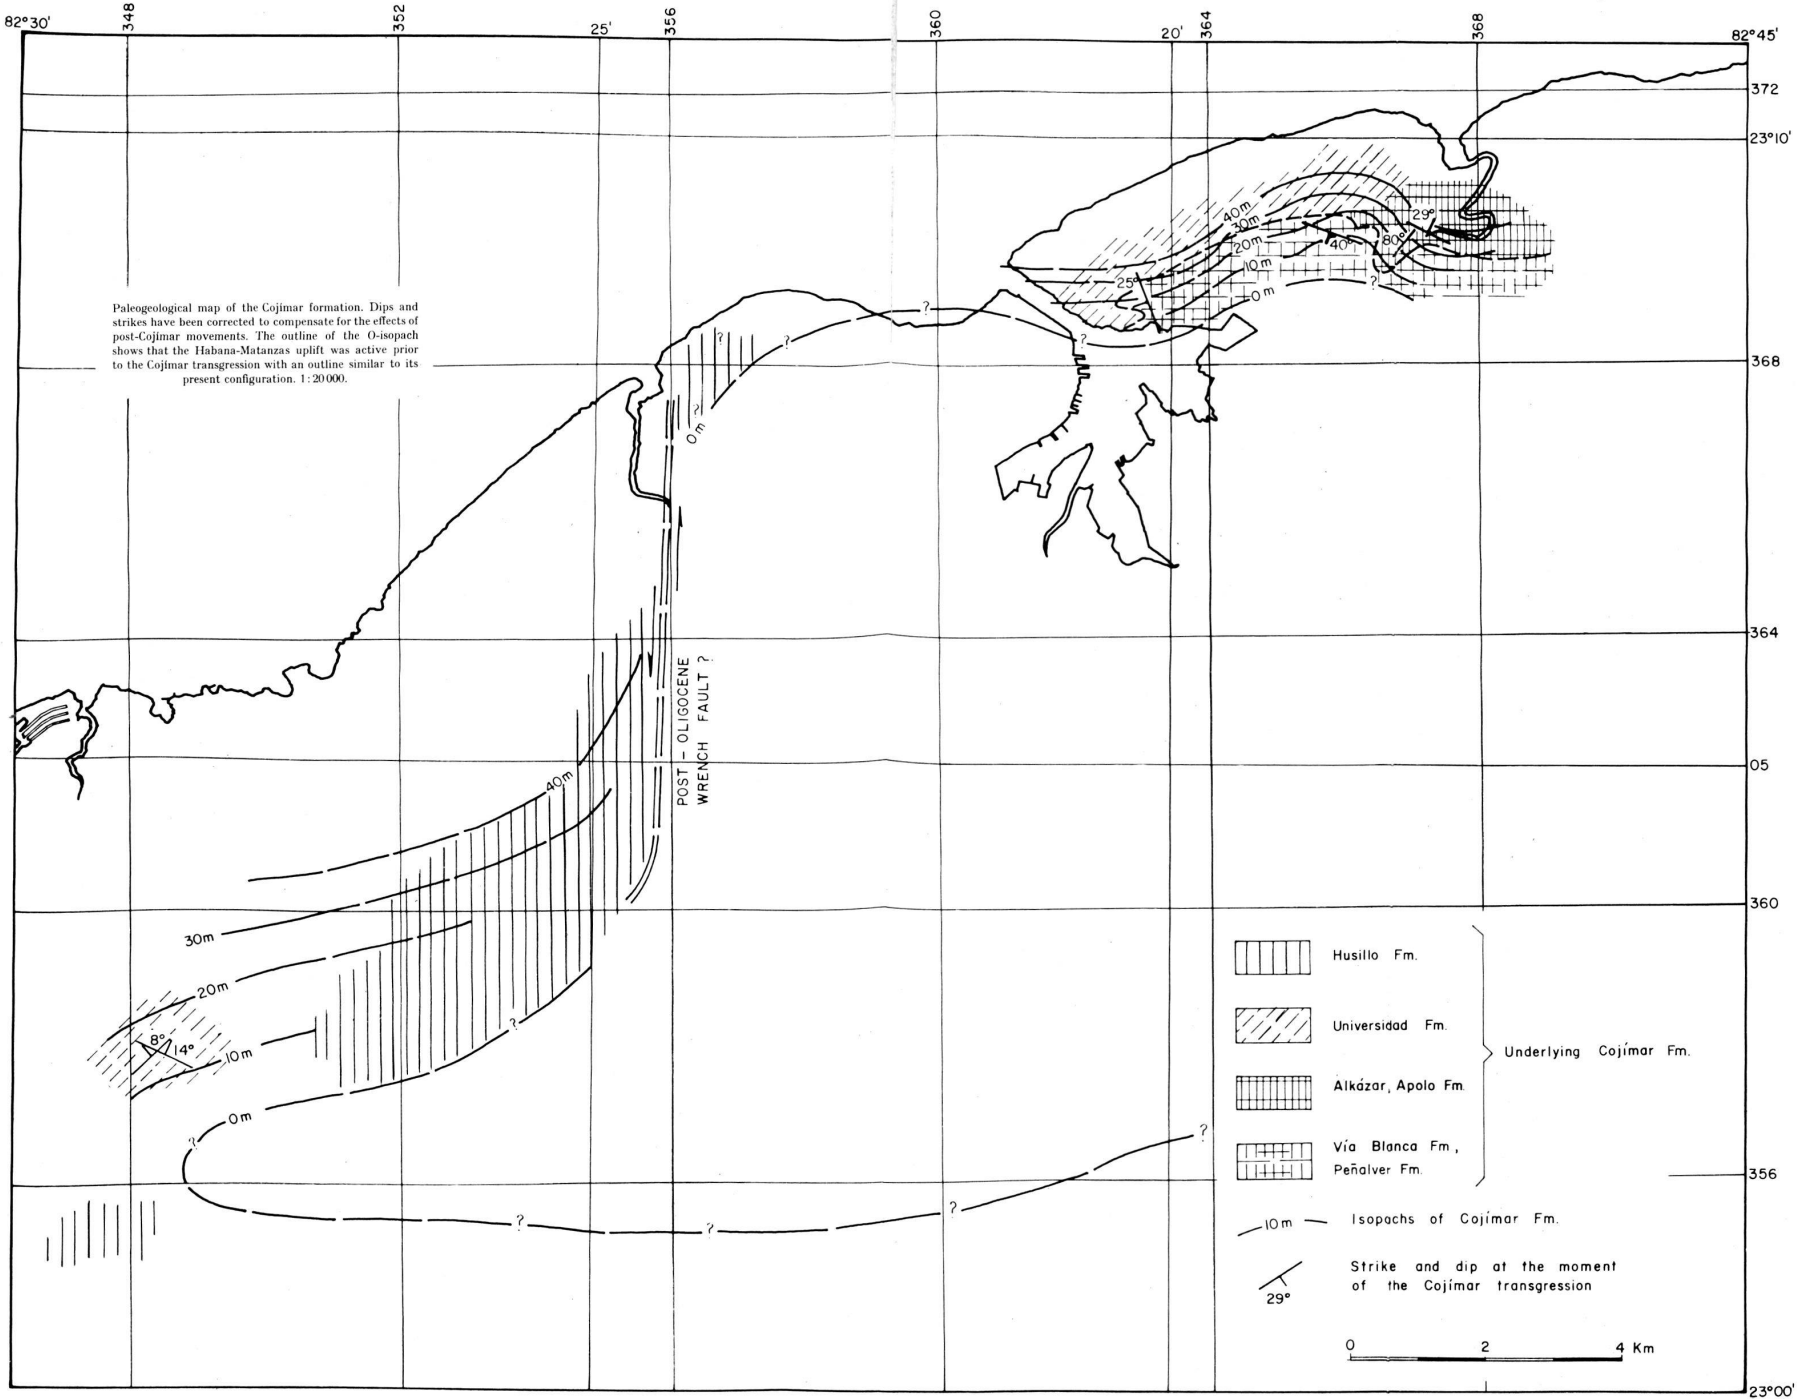 82°30'
348
352
25'
356
360
20'
364
368
82°45'
372
23°10'
40m
30m
20m
10m
0m
29°
40°
80°
25°
?
?
?
?
?
?
0m
Paleogeological map of the Cojímar formation. Dips and
strikes have been corrected to compensate for the effects of
post-Cojímar movements. The outline of the O-isopach
shows that the Habana-Matanzas uplift was active prior
to the Cojímar transgression with an outline similar to its
present configuration. 1:20000.
368
364
POST - OLIGOCENE
WRENCH FAULT ?
05
40m
30m
20m
8°
14°
10m
0m
?
?
?
?
?
?
360
Husillo Fm.
Universidad Fm.
Alkázar, Apolo Fm.
Vía Blanca Fm,
Peñalver Fm.
Underlying Cojímar Fm.
356
10m
Isopachs of Cojímar Fm.
29°
Strike and dip at the moment
of the Cojímar transgression
0 2 4 Km
23°00'